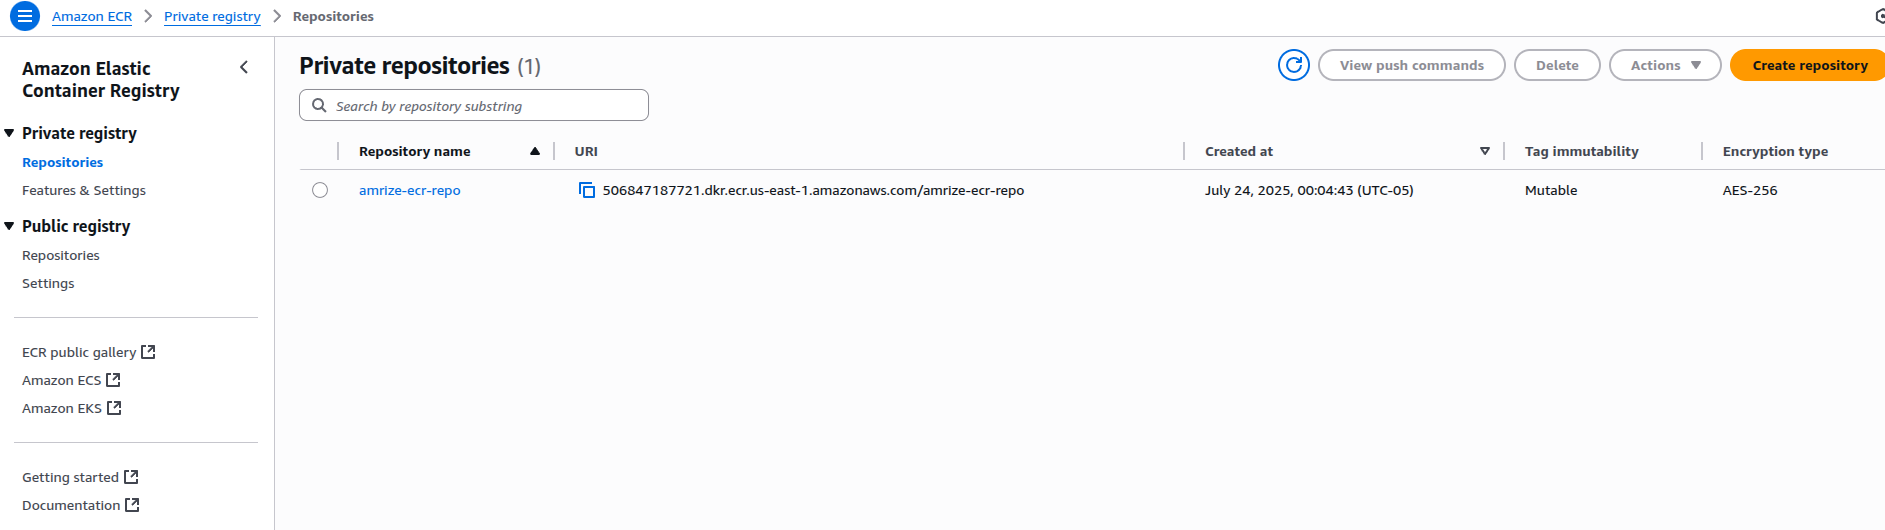 Amazon ECR > Private registry > Repositories
Amazon Elastic
Container Registry
Private registry
Repositories
Features & Settings
Public registry
Repositories
Settings
ECR public gallery
Amazon ECS
Amazon EKS
Getting started
Documentation
Private repositories (1)
View push commands
Delete
Actions
Create repository
Search by repository substring
Repository name URI Created at Tag immutability Encryption type
amrize-ecr-repo 506847187721.dkr.ecr.us-east-1.amazonaws.com/amrize-ecr-repo July 24, 2025, 00:04:43 (UTC-05) Mutable AES-256